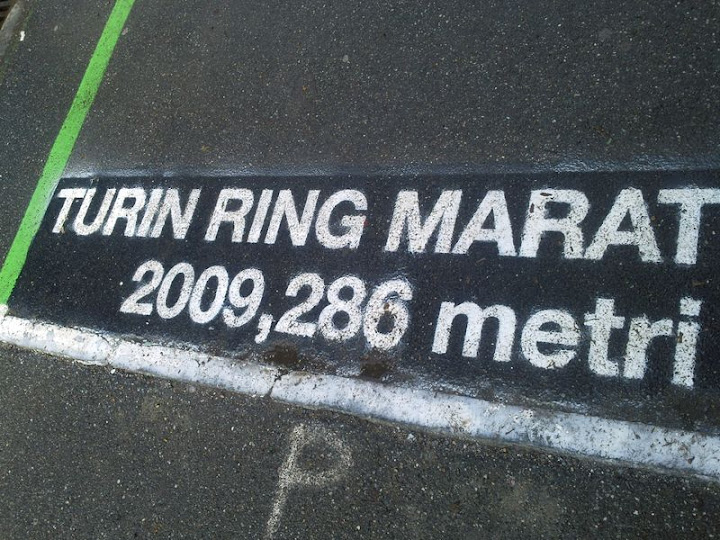 TURIN RING MARAT
2009,286 metri
P